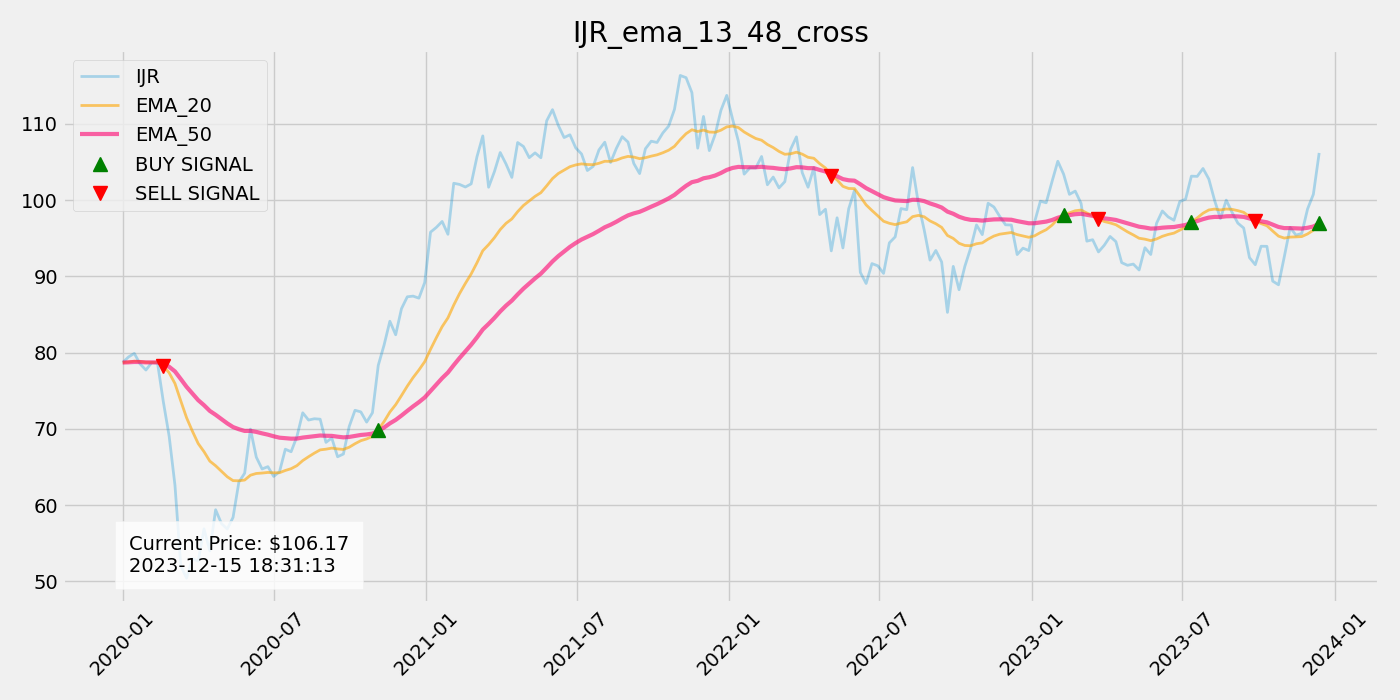 IJR_ema_13_48_cross
IJR
EMA_20
EMA_50
BUY SIGNAL
SELL SIGNAL
110
100
90
80
70
60
50
Current Price: $106.17
2023-12-15 18:31:13
2020-01
2020-07
2021-01
2021-07
2022-01
2022-07
2023-01
2023-07
2024-01